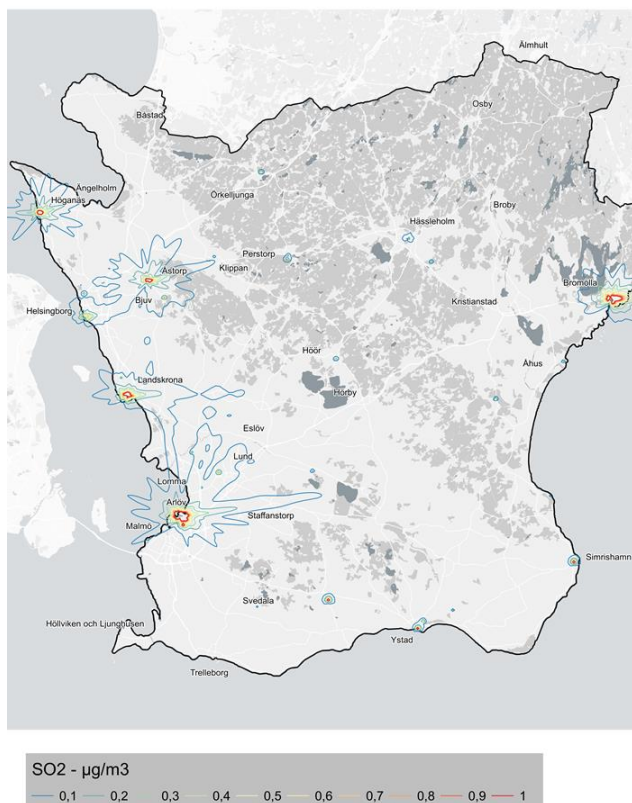 Älmhult
Osby
Båstad
Ängelholm
Örkelljunga
Höganäs
Broby
Hässleholm
Perstorp
Klippan
Åstorp
Bromölla
Bjuv
Kristianstad
Helsingborg
Höör
Åhus
Landskrona
Hörby
Eslöv
Lund
Lomma
Arlöv
Staffanstorp
Malmö
Simrishamn
Svedala
Höllviken och Ljunghusen
Ystad
Trelleborg
SO2 - µg/m3
0,1 0,2 0,3 0,4 0,5 0,6 0,7 0,8 0,9 1